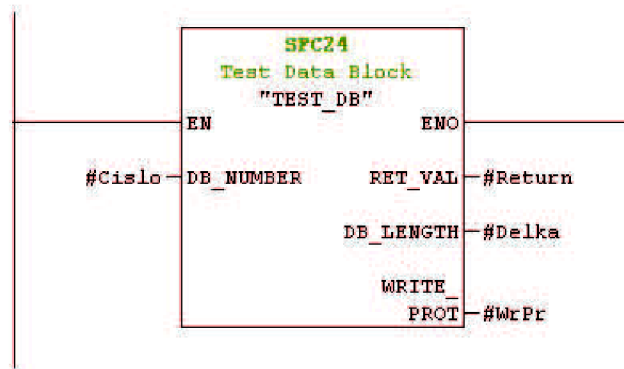 SFC24
Test Data Block
"TEST_DB"
EN ENO
#Cislo DB_NUMBER RET_VAL #Return
DB_LENGTH #Delka
WRITE_
PROT #WrPr